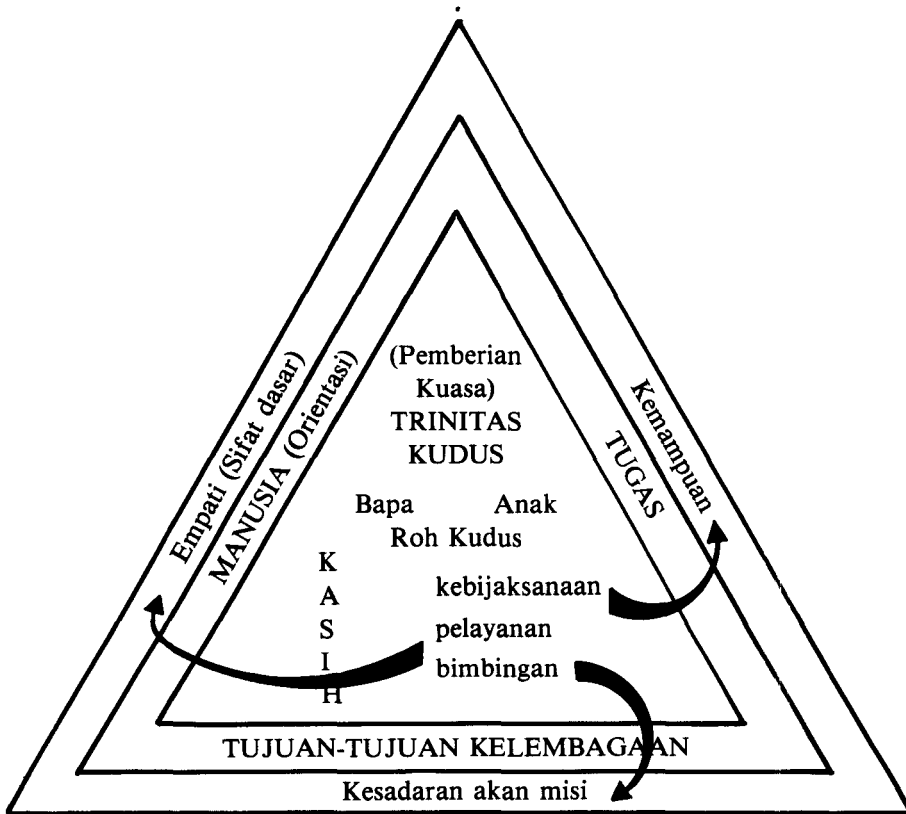 Empati (Sifat dasar)
MANUSIA (Orientasi)
(Pemberian
Kuasa)
TRINITAS
KUDUS
TUGAS
Kemampuan
Bapa Anak
Roh Kudus
K
A
S
I
H
kebijaksanaan
pelayanan
bimbingan
TUJUAN-TUJUAN KELEMBAGAAN
Kesadaran akan misi